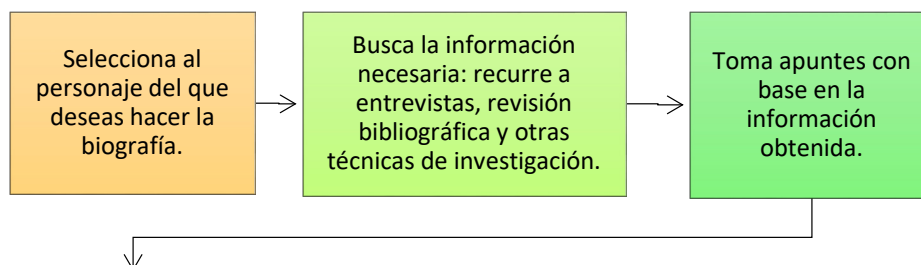 Selecciona al
personaje del que
deseas hacer la
biografía.
Busca la información
necesaria: recurre a
entrevistas, revisión
bibliográfica y otras
técnicas de investigación.
Toma apuntes con
base en la
información
obtenida.